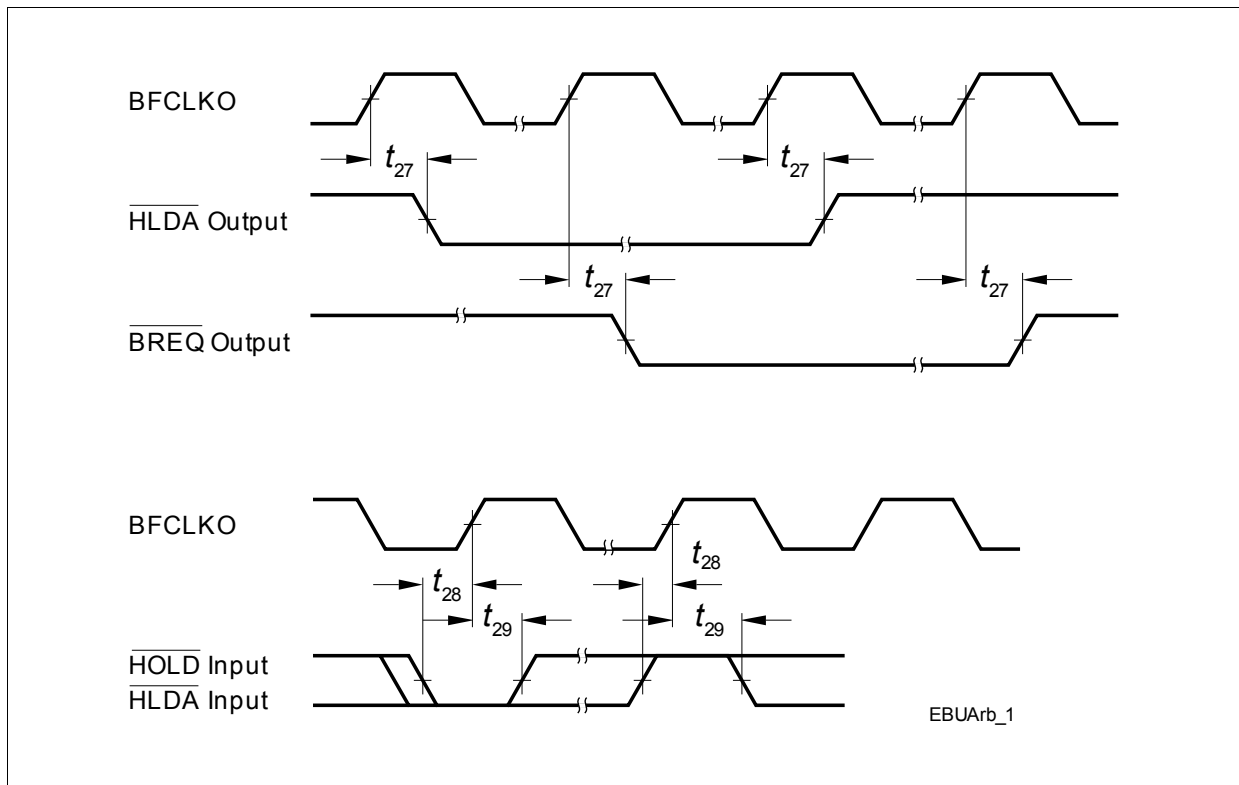 BFCLKO
t27
t27
HLDA Output
t27
t27
BREQ Output
BFCLKO
t28
t28
t29
t29
HOLD Input
HLDA Input
EBUArb_1